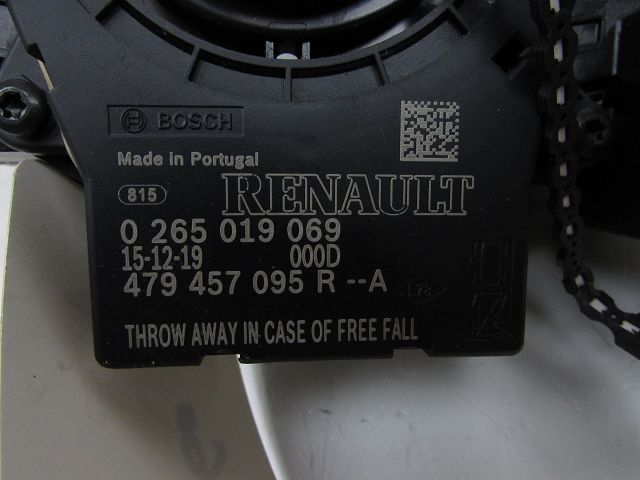 BOSCH
Made in Portugal
815 RENAULT
0 265 019 069
15-12-19 000D
479 457 095 R --A
L78
THROW AWAY IN CASE OF FREE FALL